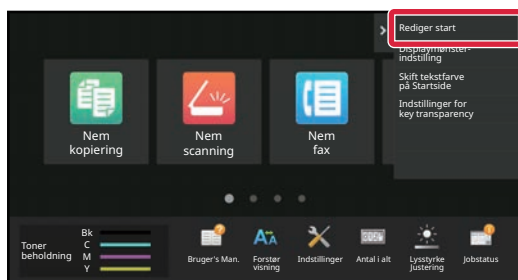 Rediger start
Displaymønster-
indstilling
Skift tekstfarve
på Startside
Indstillinger for
key transparency
Nem
kopiering
Nem
scanning
Nem
fax
Toner
beholdning
Bk
C
M
Y
Bruger's Man.
Forstør
visning
Indstillinger
Antal i alt
Lysstyrke
Justering
Jobstatus